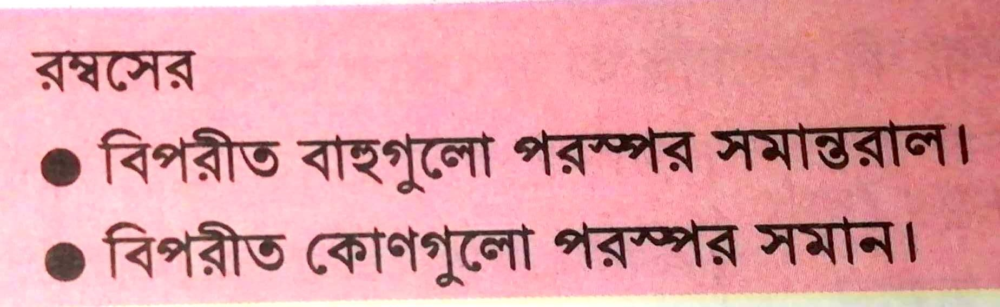 রম্বসের
● বিপরীত বাহুগুলো পরস্পর সমান্তরাল।
● বিপরীত কোণগুলো পরস্পর সমান।